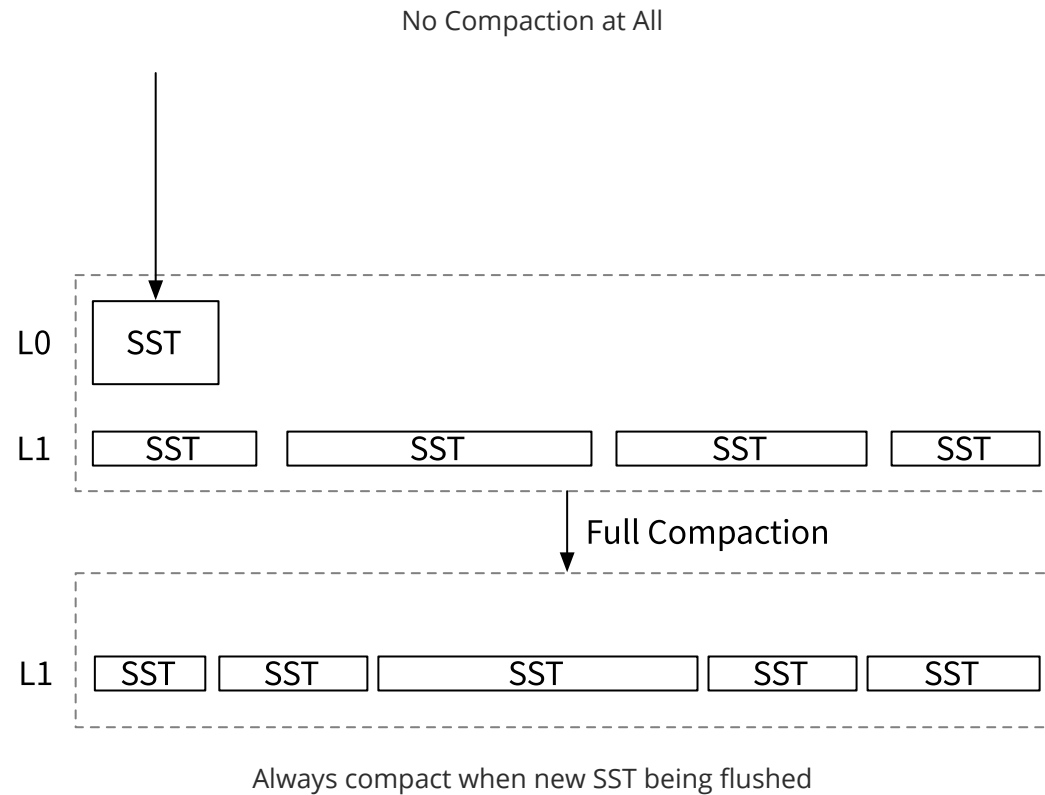 No Compaction at All
L0 SST
L1 SST SST SST SST
Full Compaction
L1 SST SST SST SST SST
Always compact when new SST being flushed